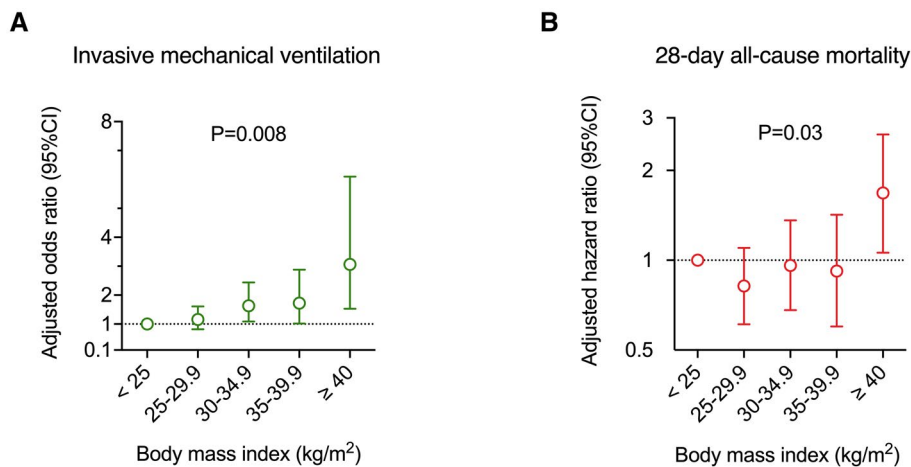 A
Invasive mechanical ventilation
Adjusted odds ratio (95%CI)
P=0.008
8
4
2
1
0.1
< 25
25-29.9
30-34.9
35-39.9
≥ 40
Body mass index (kg/m²)
B
28-day all-cause mortality
Adjusted hazard ratio (95%CI)
P=0.03
3
2
1
0.5
< 25
25-29.9
30-34.9
35-39.9
≥ 40
Body mass index (kg/m²)